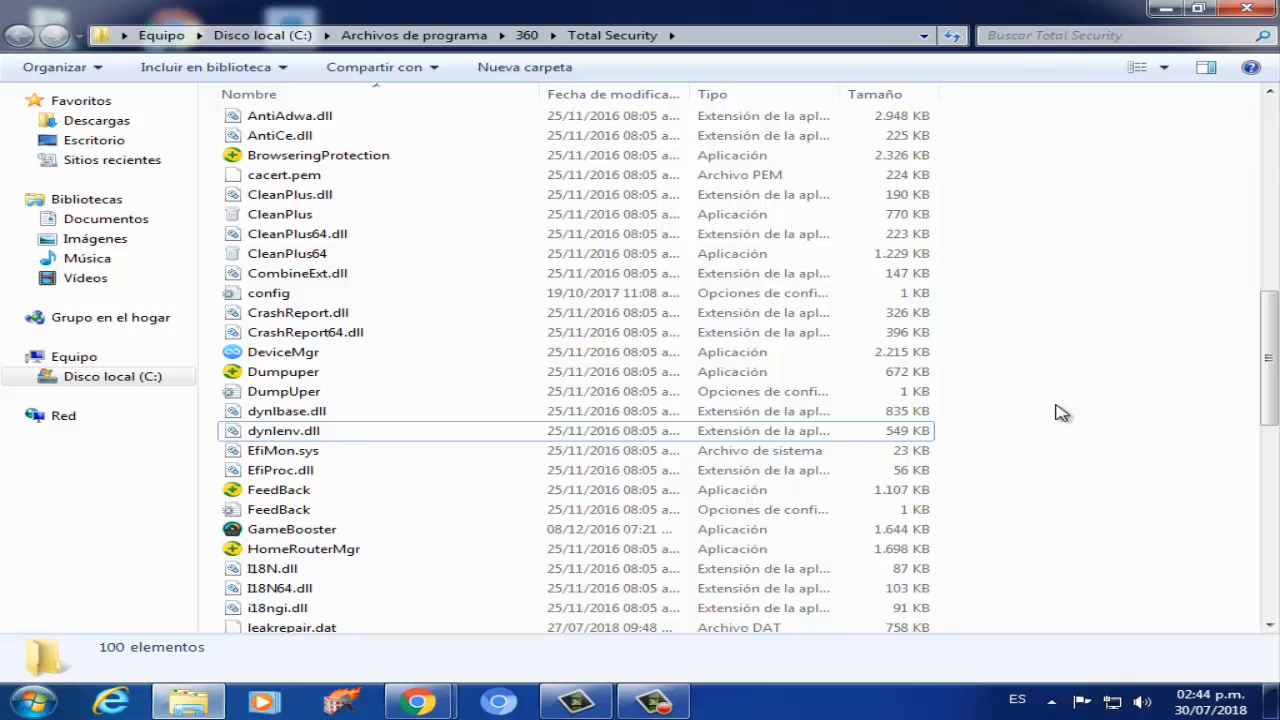 Equipo Disco local (C:) Archivos de programa 360 Total Security Buscar Total Security
Organizar Incluir en biblioteca Compartir con Nueva carpeta
Favoritos
Descargas
Escritorio
Sitios recientes
Bibliotecas
Documentos
Imágenes
Música
Vídeos
Grupo en el hogar
Equipo
Disco local (C:)
Red
Nombre Fecha de modifica... Tipo Tamaño
AntiAdwa.dll 25/11/2016 08:05 a... Extensión de la apl... 2.948 KB
AntiCe.dll 25/11/2016 08:05 a... Extensión de la apl... 225 KB
BrowseringProtection 25/11/2016 08:05 a... Aplicación 2.326 KB
cacert.pem 25/11/2016 08:05 a... Archivo PEM 224 KB
CleanPlus.dll 25/11/2016 08:05 a... Extensión de la apl... 190 KB
CleanPlus 25/11/2016 08:05 a... Aplicación 770 KB
CleanPlus64.dll 25/11/2016 08:05 a... Extensión de la apl... 223 KB
CleanPlus64 25/11/2016 08:05 a... Aplicación 1.229 KB
CombineExt.dll 25/11/2016 08:05 a... Extensión de la apl... 147 KB
config 19/10/2017 11:08 a... Opciones de confi... 1 KB
CrashReport.dll 25/11/2016 08:05 a... Extensión de la apl... 326 KB
CrashReport64.dll 25/11/2016 08:05 a... Extensión de la apl... 396 KB
DeviceMgr 25/11/2016 08:05 a... Aplicación 2.215 KB
Dumpuper 25/11/2016 08:05 a... Aplicación 672 KB
DumpUper 25/11/2016 08:05 a... Opciones de confi... 1 KB
dynlbase.dll 25/11/2016 08:05 a... Extensión de la apl... 835 KB
dynlenv.dll 25/11/2016 08:05 a... Extensión de la apl... 549 KB
EfiMon.sys 25/11/2016 08:05 a... Archivo de sistema 23 KB
EfiProc.dll 25/11/2016 08:05 a... Extensión de la apl... 56 KB
FeedBack 25/11/2016 08:05 a... Aplicación 1.107 KB
FeedBack 25/11/2016 08:05 a... Opciones de confi... 1 KB
GameBooster 08/12/2016 07:21 ... Aplicación 1.644 KB
HomeRouterMgr 25/11/2016 08:05 a... Aplicación 1.698 KB
I18N.dll 25/11/2016 08:05 a... Extensión de la apl... 87 KB
I18N64.dll 25/11/2016 08:05 a... Extensión de la apl... 103 KB
i18ngi.dll 25/11/2016 08:05 a... Extensión de la apl... 91 KB
leakrepair.dat 27/07/2018 09:48 ... Archivo DAT 758 KB
100 elementos
ES 02:44 p.m.
30/07/2018